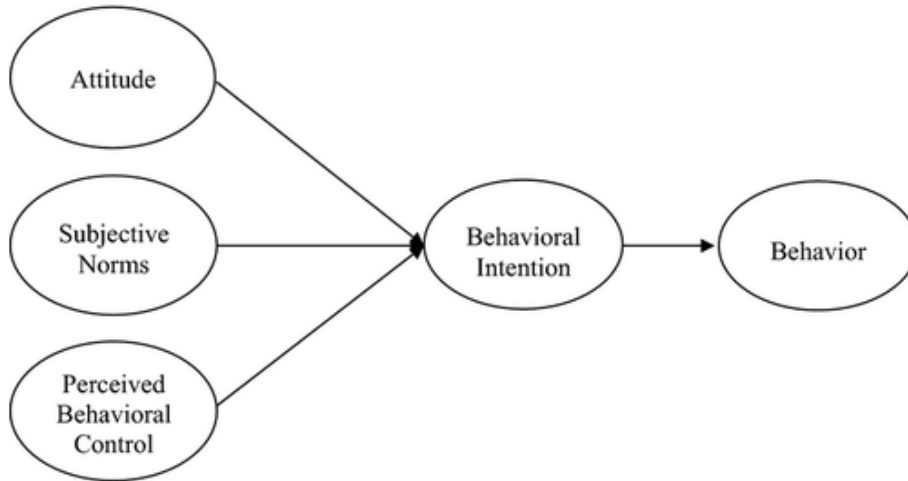 Attitude
Subjective
Norms
Perceived
Behavioral
Control
Behavioral
Intention
Behavior